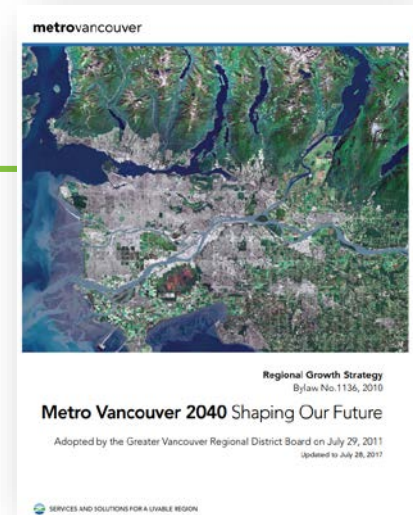 metrovancouver
Regional Growth Strategy
Bylaw No.1136, 2010
Metro Vancouver 2040 Shaping Our Future
Adopted by the Greater Vancouver Regional District Board on July 29, 2011
Updated to July 28, 2017
SERVICES AND SOLUTIONS FOR A LIVABLE REGION